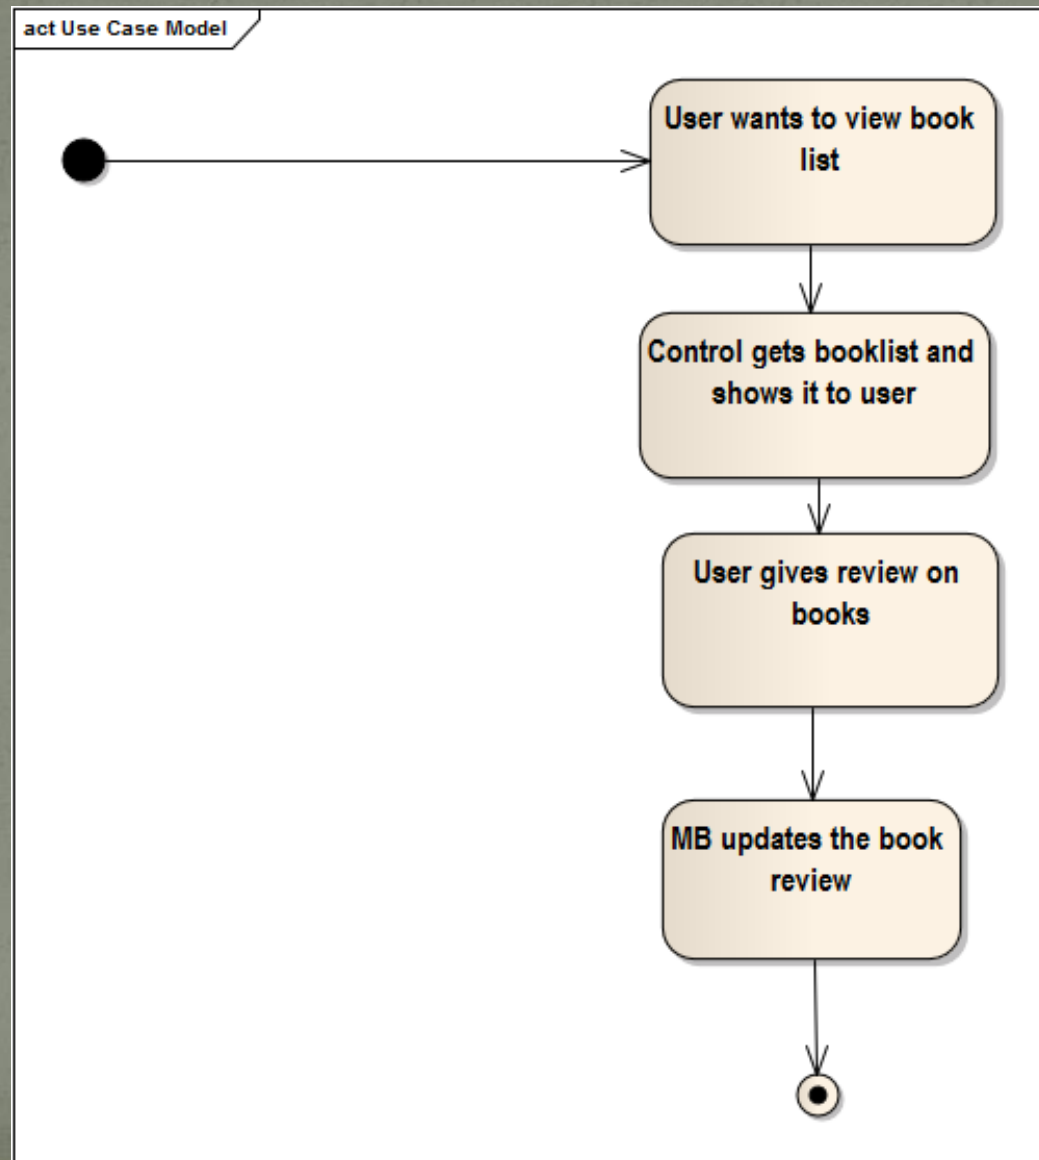 act Use Case Model
User wants to view book
list
Control gets booklist and
shows it to user
User gives review on
books
MB updates the book
review